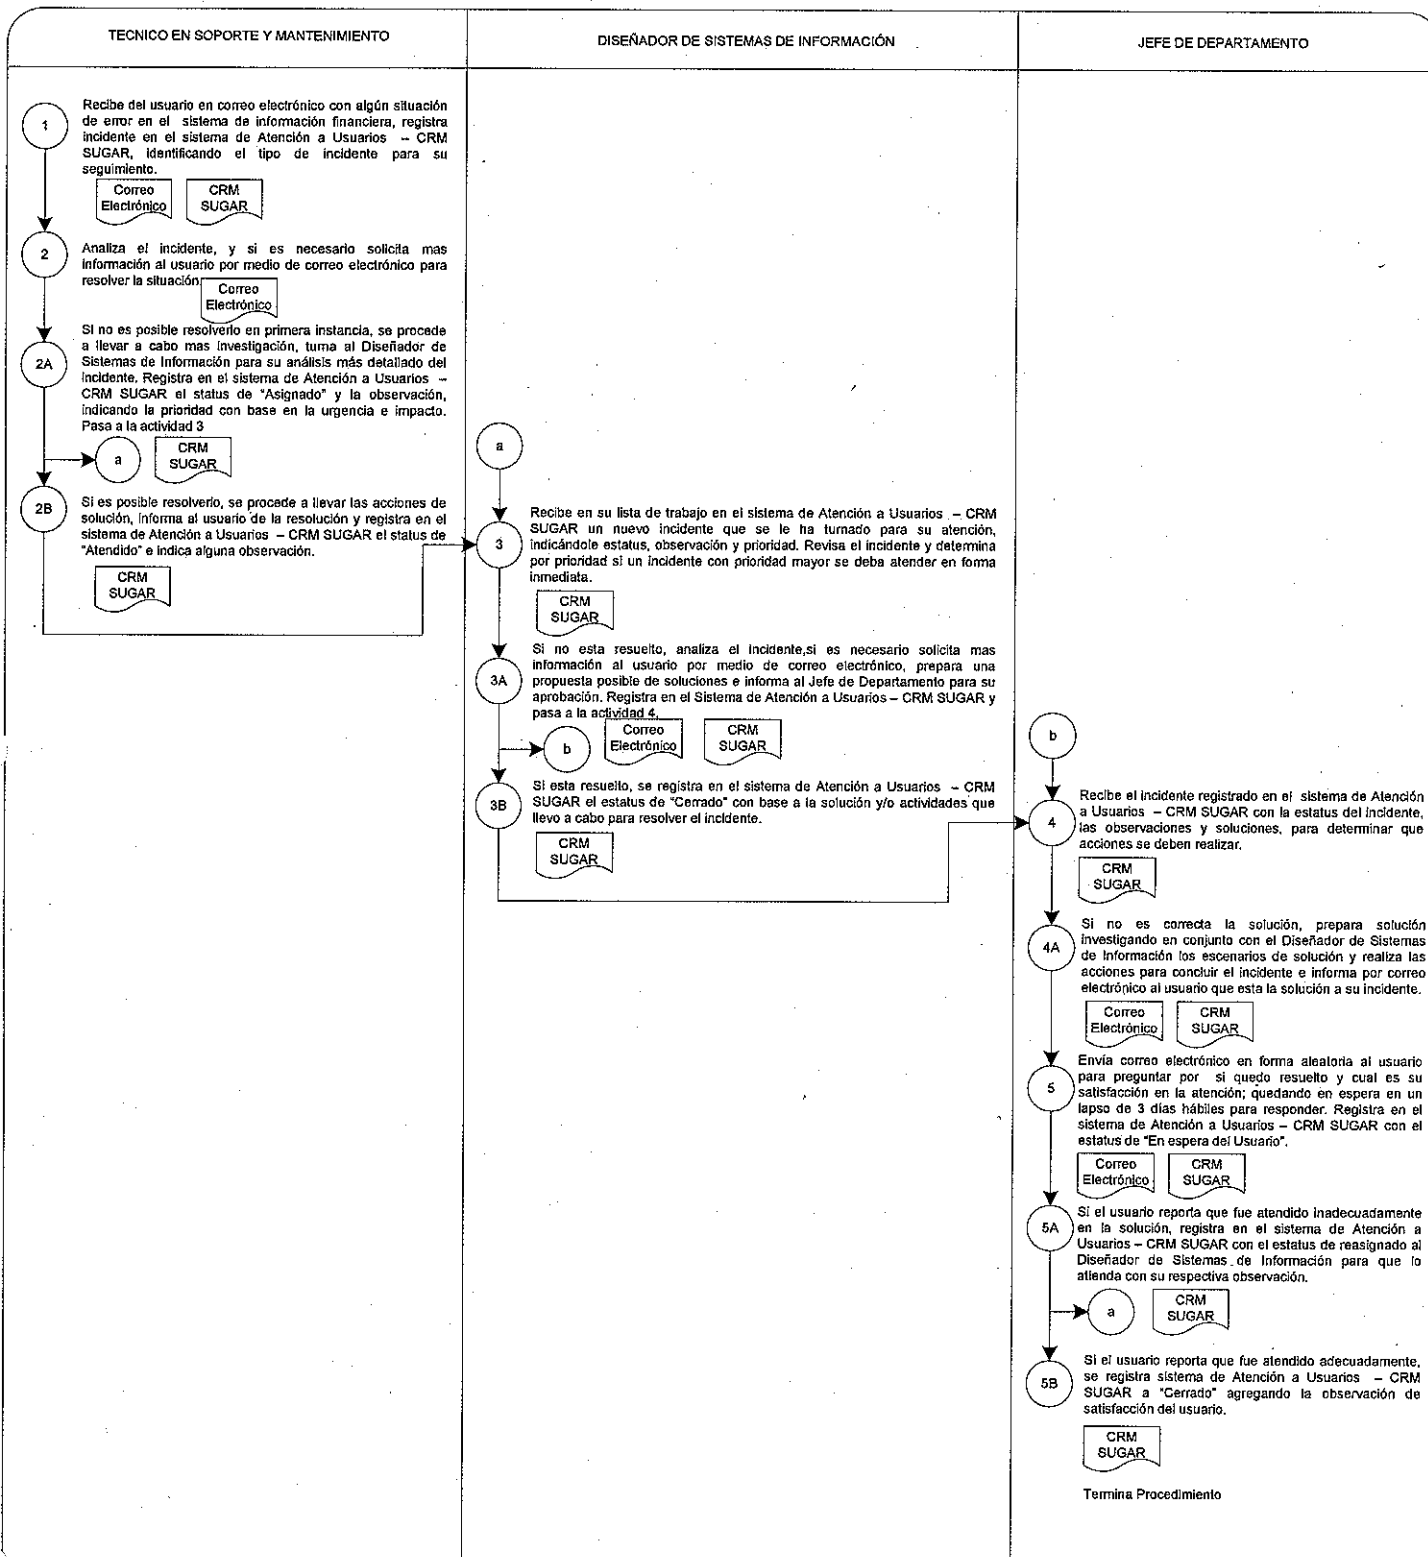 TECNICO EN SOPORTE Y MANTENIMIENTO
DISEÑADOR DE SISTEMAS DE INFORMACIÓN
JEFE DE DEPARTAMENTO
1
Recibe del usuario en correo electrónico con algún situación
de error en el sistema de información financiera, registra
incidente en el sistema de Atención a Usuarios – CRM
SUGAR, identificando el tipo de incidente para su
seguimiento.
Correo
Electrónico
CRM
SUGAR
2
Analiza el incidente, y si es necesario solicita mas
información al usuario por medio de correo electrónico para
resolver la situación.
Correo
Electrónico
2A
Si no es posible resolverlo en primera instancia, se procede
a llevar a cabo mas investigación, turna al Diseñador de
Sistemas de Información para su análisis más detallado del
incidente. Registra en el sistema de Atención a Usuarios –
CRM SUGAR el status de "Asignado" y la observación,
indicando la prioridad con base en la urgencia e impacto.
Pasa a la actividad 3
a
CRM
SUGAR
2B
Si es posible resolverlo, se procede a llevar las acciones de
solución, informa al usuario de la resolución y registra en el
sistema de Atención a Usuarios – CRM SUGAR el status de
"Atendido" e indica alguna observación.
CRM
SUGAR
a
3
Recibe en su lista de trabajo en el sistema de Atención a Usuarios – CRM
SUGAR un nuevo incidente que se le ha turnado para su atención,
indicándole estatus, observación y prioridad. Revisa el incidente y determina
por prioridad si un incidente con prioridad mayor se deba atender en forma
inmediata.
CRM
SUGAR
3A
Si no esta resuelto, analiza el incidente,si es necesario solicita mas
información al usuario por medio de correo electrónico, prepara una
propuesta posible de soluciones e informa al Jefe de Departamento para su
aprobación. Registra en el Sistema de Atención a Usuarios – CRM SUGAR y
pasa a la actividad 4.
b
Correo
Electrónico
CRM
SUGAR
3B
Si esta resuelto, se registra en el sistema de Atención a Usuarios – CRM
SUGAR el estatus de "Cerrado" con base a la solución y/o actividades que
llevo a cabo para resolver el incidente.
CRM
SUGAR
b
4
Recibe el incidente registrado en el sistema de Atención
a Usuarios – CRM SUGAR con la estatus del incidente,
las observaciones y soluciones, para determinar que
acciones se deben realizar.
CRM
SUGAR
4A
Si no es correcta la solución, prepara solución
investigando en conjunto con el Diseñador de Sistemas
de Información los escenarios de solución y realiza las
acciones para concluir el incidente e informa por correo
electrónico al usuario que esta la solución a su incidente.
Correo
Electrónico
CRM
SUGAR
5
Envía correo electrónico en forma aleatoria al usuario
para preguntar por si quedo resuelto y cual es su
satisfacción en la atención; quedando en espera en un
lapso de 3 días hábiles para responder. Registra en el
sistema de Atención a Usuarios – CRM SUGAR con el
estatus de "En espera del Usuario".
Correo
Electrónico
CRM
SUGAR
5A
Si el usuario reporta que fue atendido inadecuadamente
en la solución, registra en el sistema de Atención a
Usuarios – CRM SUGAR con el estatus de reasignado al
Diseñador de Sistemas de Información para que lo
atienda con su respectiva observación.
a
CRM
SUGAR
5B
Si el usuario reporta que fue atendido adecuadamente,
se registra sistema de Atención a Usuarios – CRM
SUGAR a "Cerrado" agregando la observación de
satisfacción del usuario.
CRM
SUGAR
Termina Procedimiento